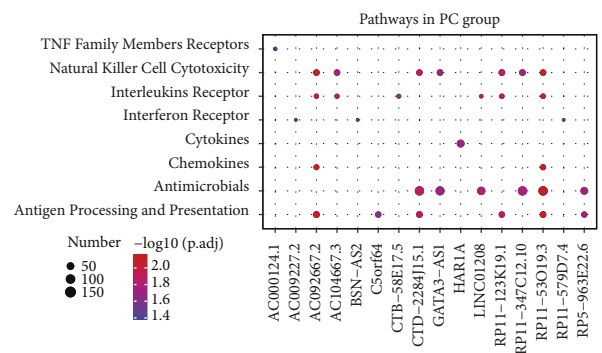 Pathways in PC group
TNF Family Members Receptors
Natural Killer Cell Cytotoxicity
Interleukins Receptor
Interferon Receptor
Cytokines
Chemokines
Antimicrobials
Antigen Processing and Presentation
AC000124.1
AC009227.2
AC092667.2
AC104667.3
BSN−AS2
C5orf64
CTB−58E17.5
CTD−2284J15.1
GATA3−AS1
HAR1A
LINC01208
RP11−123K19.1
RP11−347C12.10
RP11−53O19.3
RP11−579D7.4
RP5−963E22.6
Number
50
100
150
−log10 (p.adj)
2.0
1.8
1.6
1.4